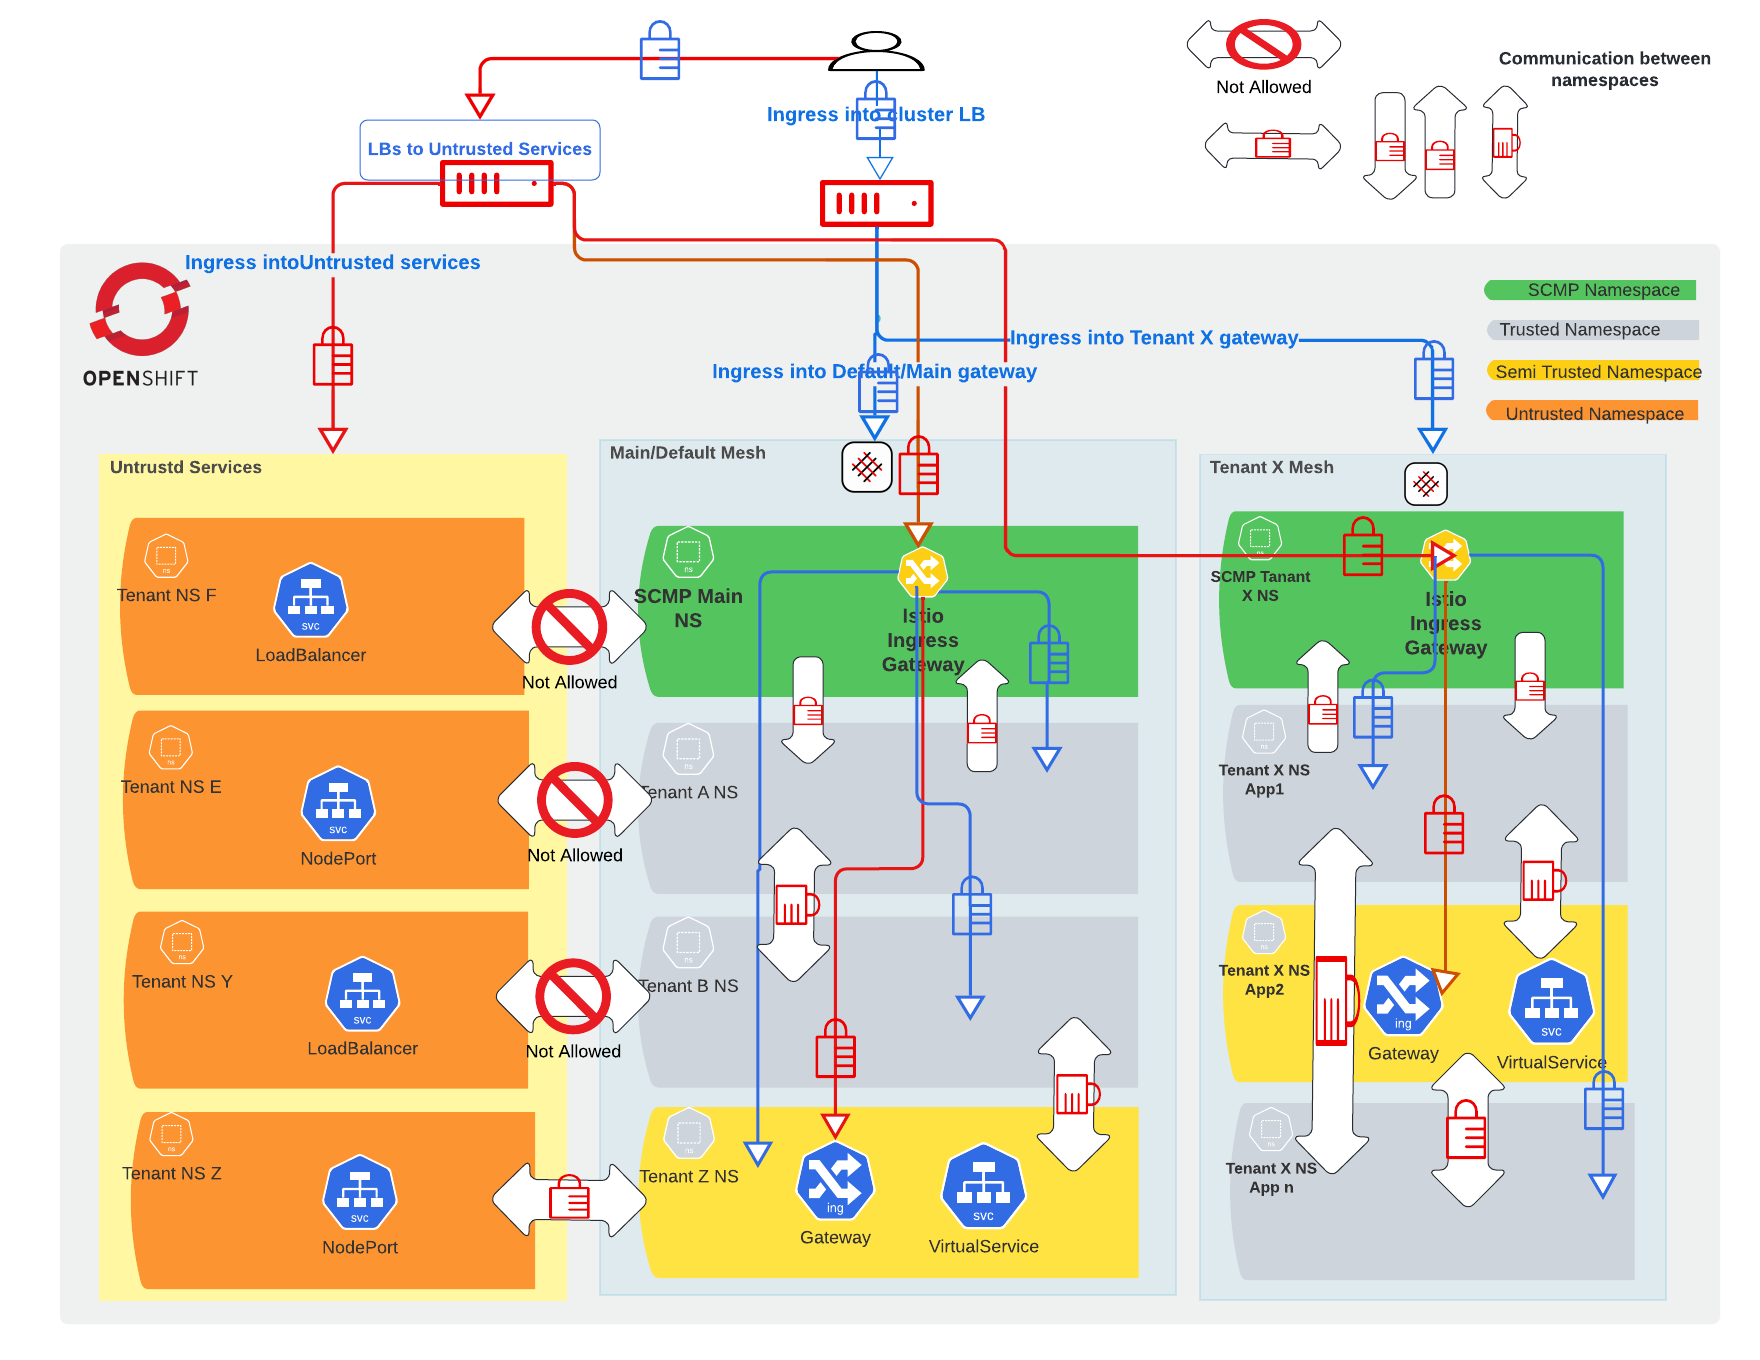 Communication between
namespaces
Not Allowed
Ingress into cluster LB
LBs to Untrusted Services
Ingress intoUntrusted services
OPENSHIFT
SCMP Namespace
Trusted Namespace
Semi Trusted Namespace
Untrusted Namespace
Ingress into Tenant X gateway
Ingress into Default/Main gateway
Untrustd Services
ns
Tenant NS F
svc
LoadBalancer
Not Allowed
ns
Tenant NS E
svc
NodePort
Not Allowed
ns
Tenant NS Y
svc
LoadBalancer
Not Allowed
ns
Tenant NS Z
svc
NodePort
Main/Default Mesh
ns
SCMP Main
NS
Istio
Ingress
Gateway
ns
Tenant A NS
ns
Tenant B NS
ns
Tenant Z NS
ing
Gateway
svc
VirtualService
Tenant X Mesh
ns
SCMP Tanant
X NS
Istio
Ingress
Gateway
ns
Tenant X NS
App1
ns
Tenant X NS
App2
ing
Gateway
svc
VirtualService
ns
Tenant X NS
App n